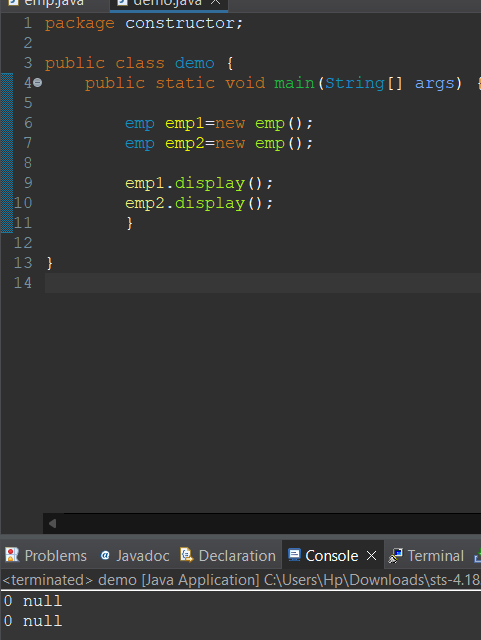 emp.java demo.java
1 package constructor;
2
3 public class demo {
4 public static void main(String[] args) {
5
6 emp emp1=new emp();
7 emp emp2=new emp();
8
9 emp1.display();
10 emp2.display();
11 }
12
13 }
14
Problems @ Javadoc Declaration Console Terminal
<terminated> demo [Java Application] C:\Users\Hp\Downloads\sts-4.18
0 null
0 null